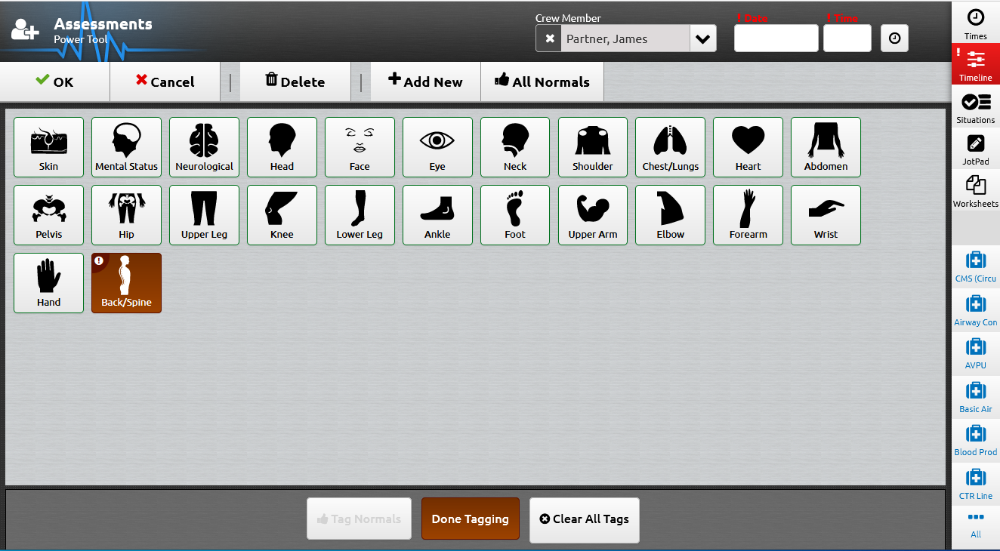 Assessments
Power Tool
Crew Member
Partner, James
! Date
! Time
Times
! Timeline
Situations
JotPad
Worksheets
OK
Cancel
|
Delete
|
Add New
All Normals
Skin
Mental Status
Neurological
Head
Face
Eye
Neck
Shoulder
Chest/Lungs
Heart
Abdomen
Pelvis
Hip
Upper Leg
Knee
Lower Leg
Ankle
Foot
Upper Arm
Elbow
Forearm
Wrist
Hand
! Back/Spine
CMS (Circu
Airway Con
AVPU
Basic Air
Blood Prod
CTR Line
All
Tag Normals
Done Tagging
Clear All Tags